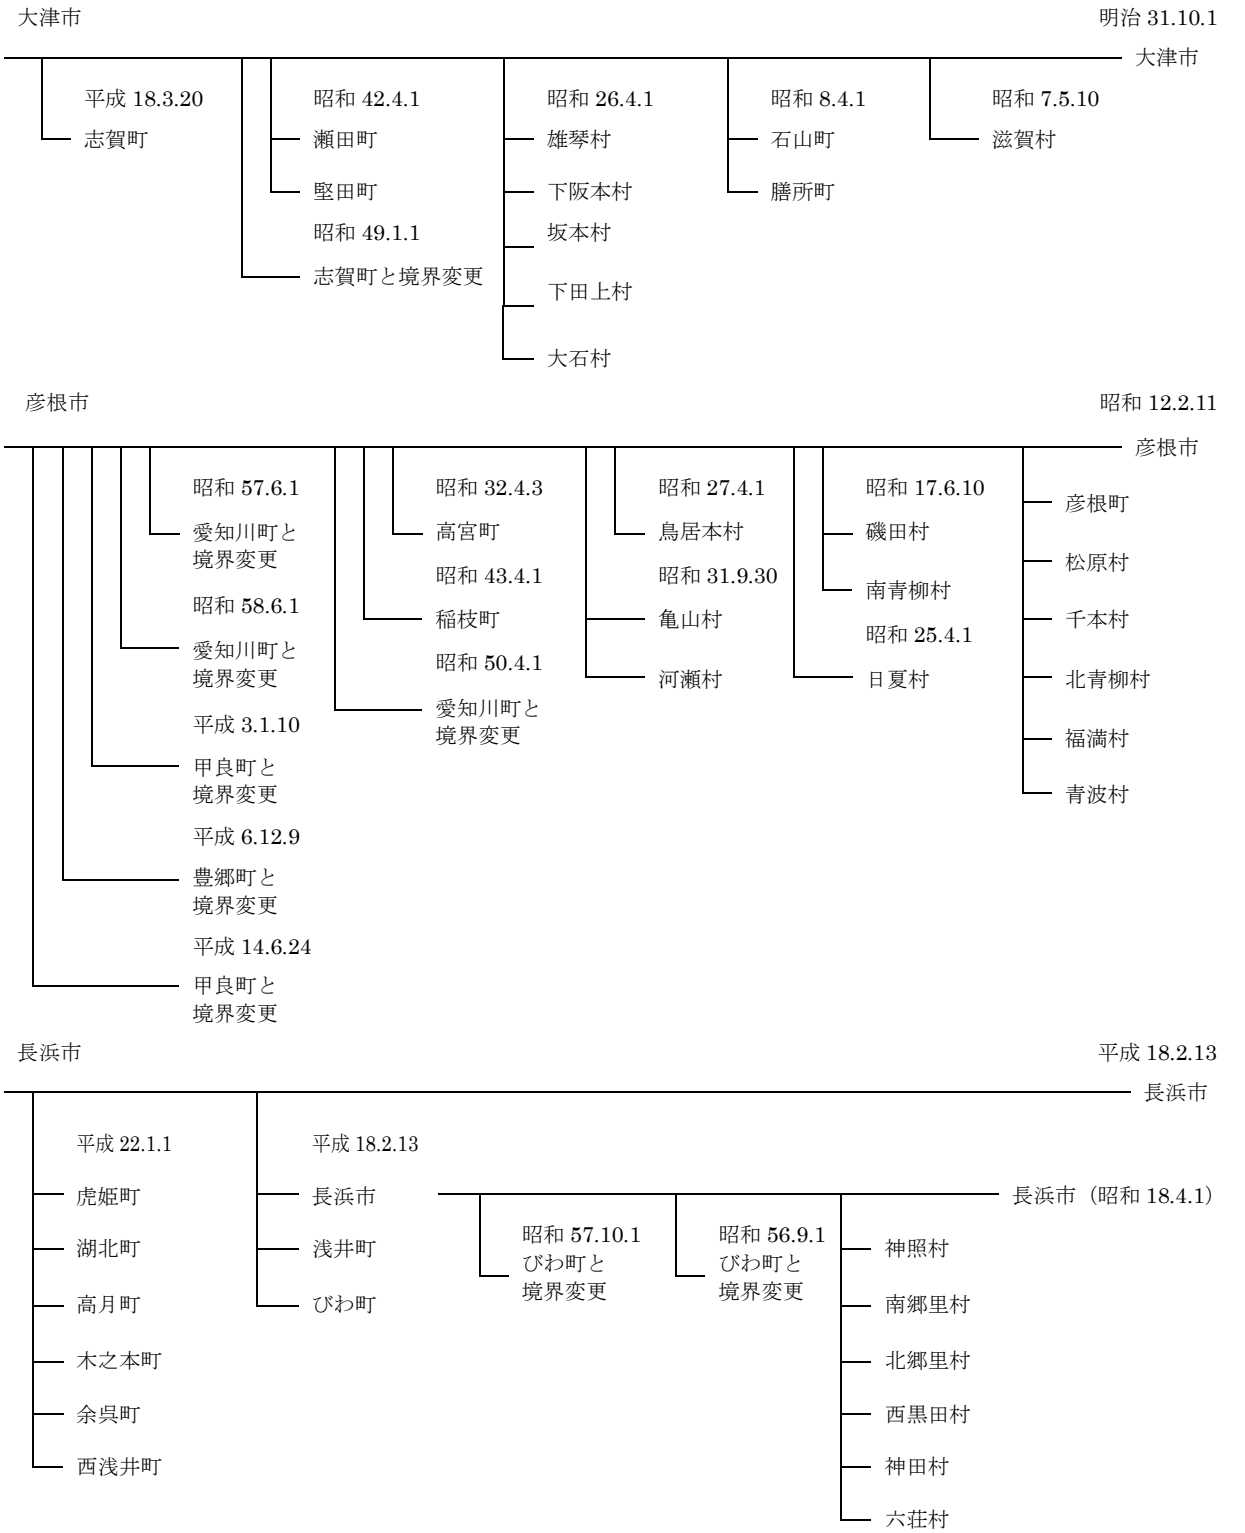 大津市
明治 31.10.1
大津市
平成 18.3.20
志賀町
昭和 42.4.1
瀬田町
堅田町
昭和 49.1.1
志賀町と境界変更
昭和 26.4.1
雄琴村
下阪本村
坂本村
下田上村
大石村
昭和 8.4.1
石山町
膳所町
昭和 7.5.10
滋賀村
彦根市
昭和 12.2.11
彦根市
昭和 57.6.1
愛知川町と
境界変更
昭和 58.6.1
愛知川町と
境界変更
平成 3.1.10
甲良町と
境界変更
平成 6.12.9
豊郷町と
境界変更
平成 14.6.24
甲良町と
境界変更
昭和 32.4.3
高宮町
昭和 43.4.1
稲枝町
昭和 50.4.1
愛知川町と
境界変更
昭和 27.4.1
鳥居本村
昭和 31.9.30
亀山村
河瀬村
昭和 17.6.10
磯田村
南青柳村
昭和 25.4.1
日夏村
彦根町
松原村
千本村
北青柳村
福満村
青波村
長浜市
平成 18.2.13
長浜市
平成 22.1.1
虎姫町
湖北町
高月町
木之本町
余呉町
西浅井町
平成 18.2.13
長浜市
浅井町
びわ町
長浜市（昭和 18.4.1）
昭和 57.10.1
びわ町と
境界変更
昭和 56.9.1
びわ町と
境界変更
神照村
南郷里村
北郷里村
西黒田村
神田村
六荘村